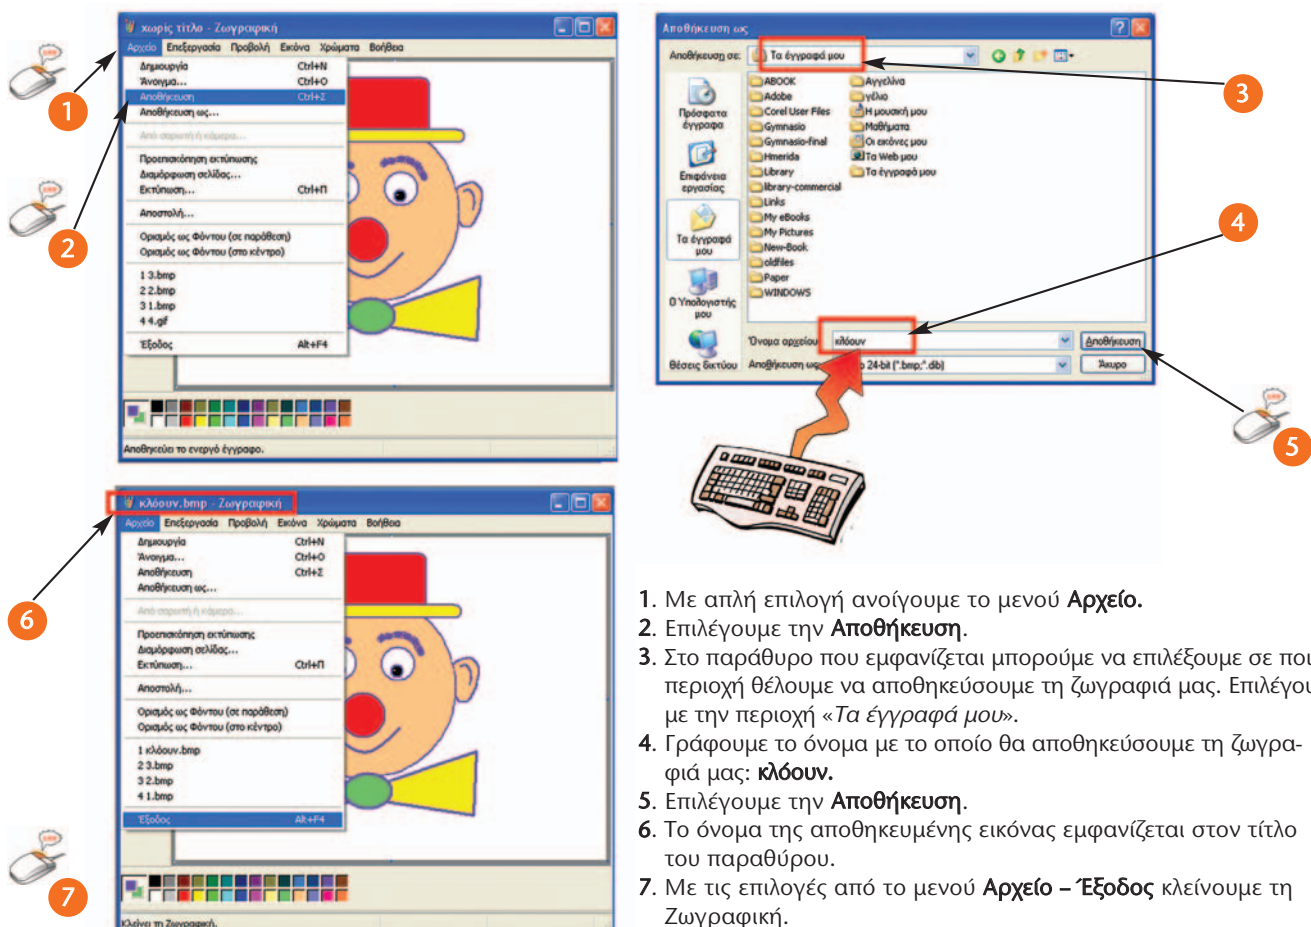 χωρίς τίτλο - Ζωγραφική
Αρχείο Επεξεργασία Προβολή Εικόνα Χρώματα Βοήθεια
Δημιουργία Ctrl+N
Άνοιγμα... Ctrl+O
Αποθήκευση Ctrl+Σ
Αποθήκευση ως...
Από σαρωτή ή κάμερα...
Προεπισκόπηση εκτύπωσης
Διαμόρφωση σελίδας...
Εκτύπωση... Ctrl+Π
Αποστολή...
Ορισμός ως Φόντου (σε παράθεση)
Ορισμός ως Φόντου (στο κέντρο)
1 3.bmp
2 2.bmp
3 1.bmp
4 4.gif
Έξοδος Alt+F4
Αποθηκεύει το ενεργό έγγραφο.
1
2
Αποθήκευση ως
Αποθήκευση σε: Τα έγγραφά μου
Πρόσφατα
έγγραφα
Επιφάνεια
εργασίας
Τα έγγραφά
μου
Ο Υπολογιστής
μου
Θέσεις δικτύου
ABOOK
Adobe
Corel User Files
Gymnasio
Gymnasio-final
Hmerida
Library
library-commercial
Links
My eBooks
My Pictures
New-Book
oldfiles
Paper
WINDOWS
Αγγελίνα
γέλιο
Η μουσική μου
Μαθήματα
Οι εικόνες μου
Τα Web μου
Τα έγγραφά μου
Όνομα αρχείου κλόουν Αποθήκευση
Αποθήκευση ως: 24-bit (*.bmp;*.dib) Άκυρο
3
4
5
κλόουν.bmp - Ζωγραφική
Αρχείο Επεξεργασία Προβολή Εικόνα Χρώματα Βοήθεια
Δημιουργία Ctrl+N
Άνοιγμα... Ctrl+O
Αποθήκευση Ctrl+Σ
Αποθήκευση ως...
Από σαρωτή ή κάμερα...
Προεπισκόπηση εκτύπωσης
Διαμόρφωση σελίδας...
Εκτύπωση... Ctrl+Π
Αποστολή...
Ορισμός ως Φόντου (σε παράθεση)
Ορισμός ως Φόντου (στο κέντρο)
1 κλόουν.bmp
2 3.bmp
3 2.bmp
4 1.bmp
Έξοδος Alt+F4
Κλείνει τη Ζωγραφική.
6
7
1. Με απλή επιλογή ανοίγουμε το μενού Αρχείο.
2. Επιλέγουμε την Αποθήκευση.
3. Στο παράθυρο που εμφανίζεται μπορούμε να επιλέξουμε σε ποι
περιοχή θέλουμε να αποθηκεύσουμε τη ζωγραφιά μας. Επιλέγου
με την περιοχή «Τα έγγραφά μου».
4. Γράφουμε το όνομα με το οποίο θα αποθηκεύσουμε τη ζωγρα-
φιά μας: κλόουν.
5. Επιλέγουμε την Αποθήκευση.
6. Το όνομα της αποθηκευμένης εικόνας εμφανίζεται στον τίτλο
του παραθύρου.
7. Με τις επιλογές από το μενού Αρχείο – Έξοδος κλείνουμε τη
Ζωγραφική.